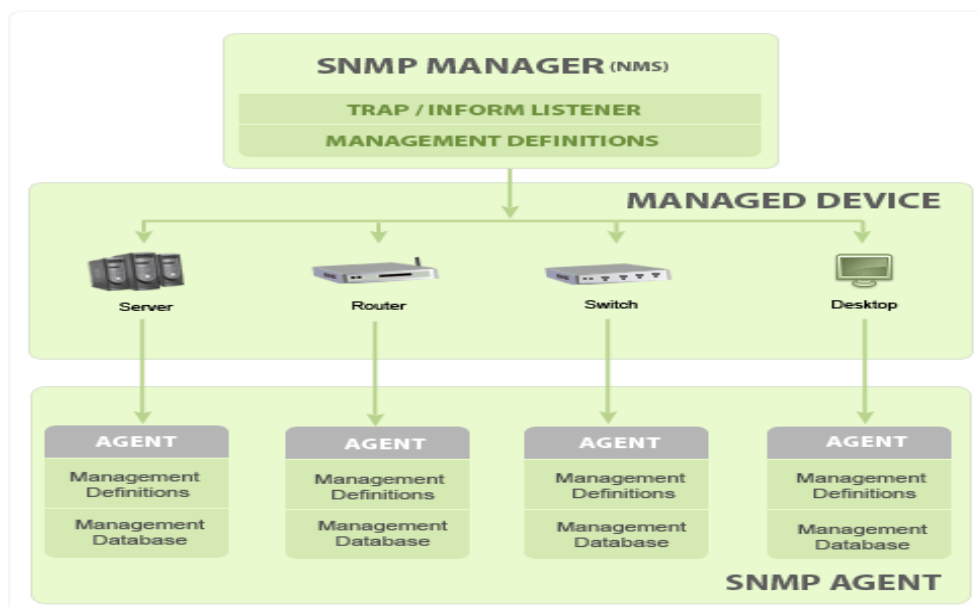 SNMP MANAGER (NMS)
TRAP / INFORM LISTENER
MANAGEMENT DEFINITIONS
MANAGED DEVICE
Server
Router
Switch
Desktop
AGENT
Management
Definitions
Management
Database
AGENT
Management
Definitions
Management
Database
AGENT
Management
Definitions
Management
Database
AGENT
Management
Definitions
Management
Database
SNMP AGENT